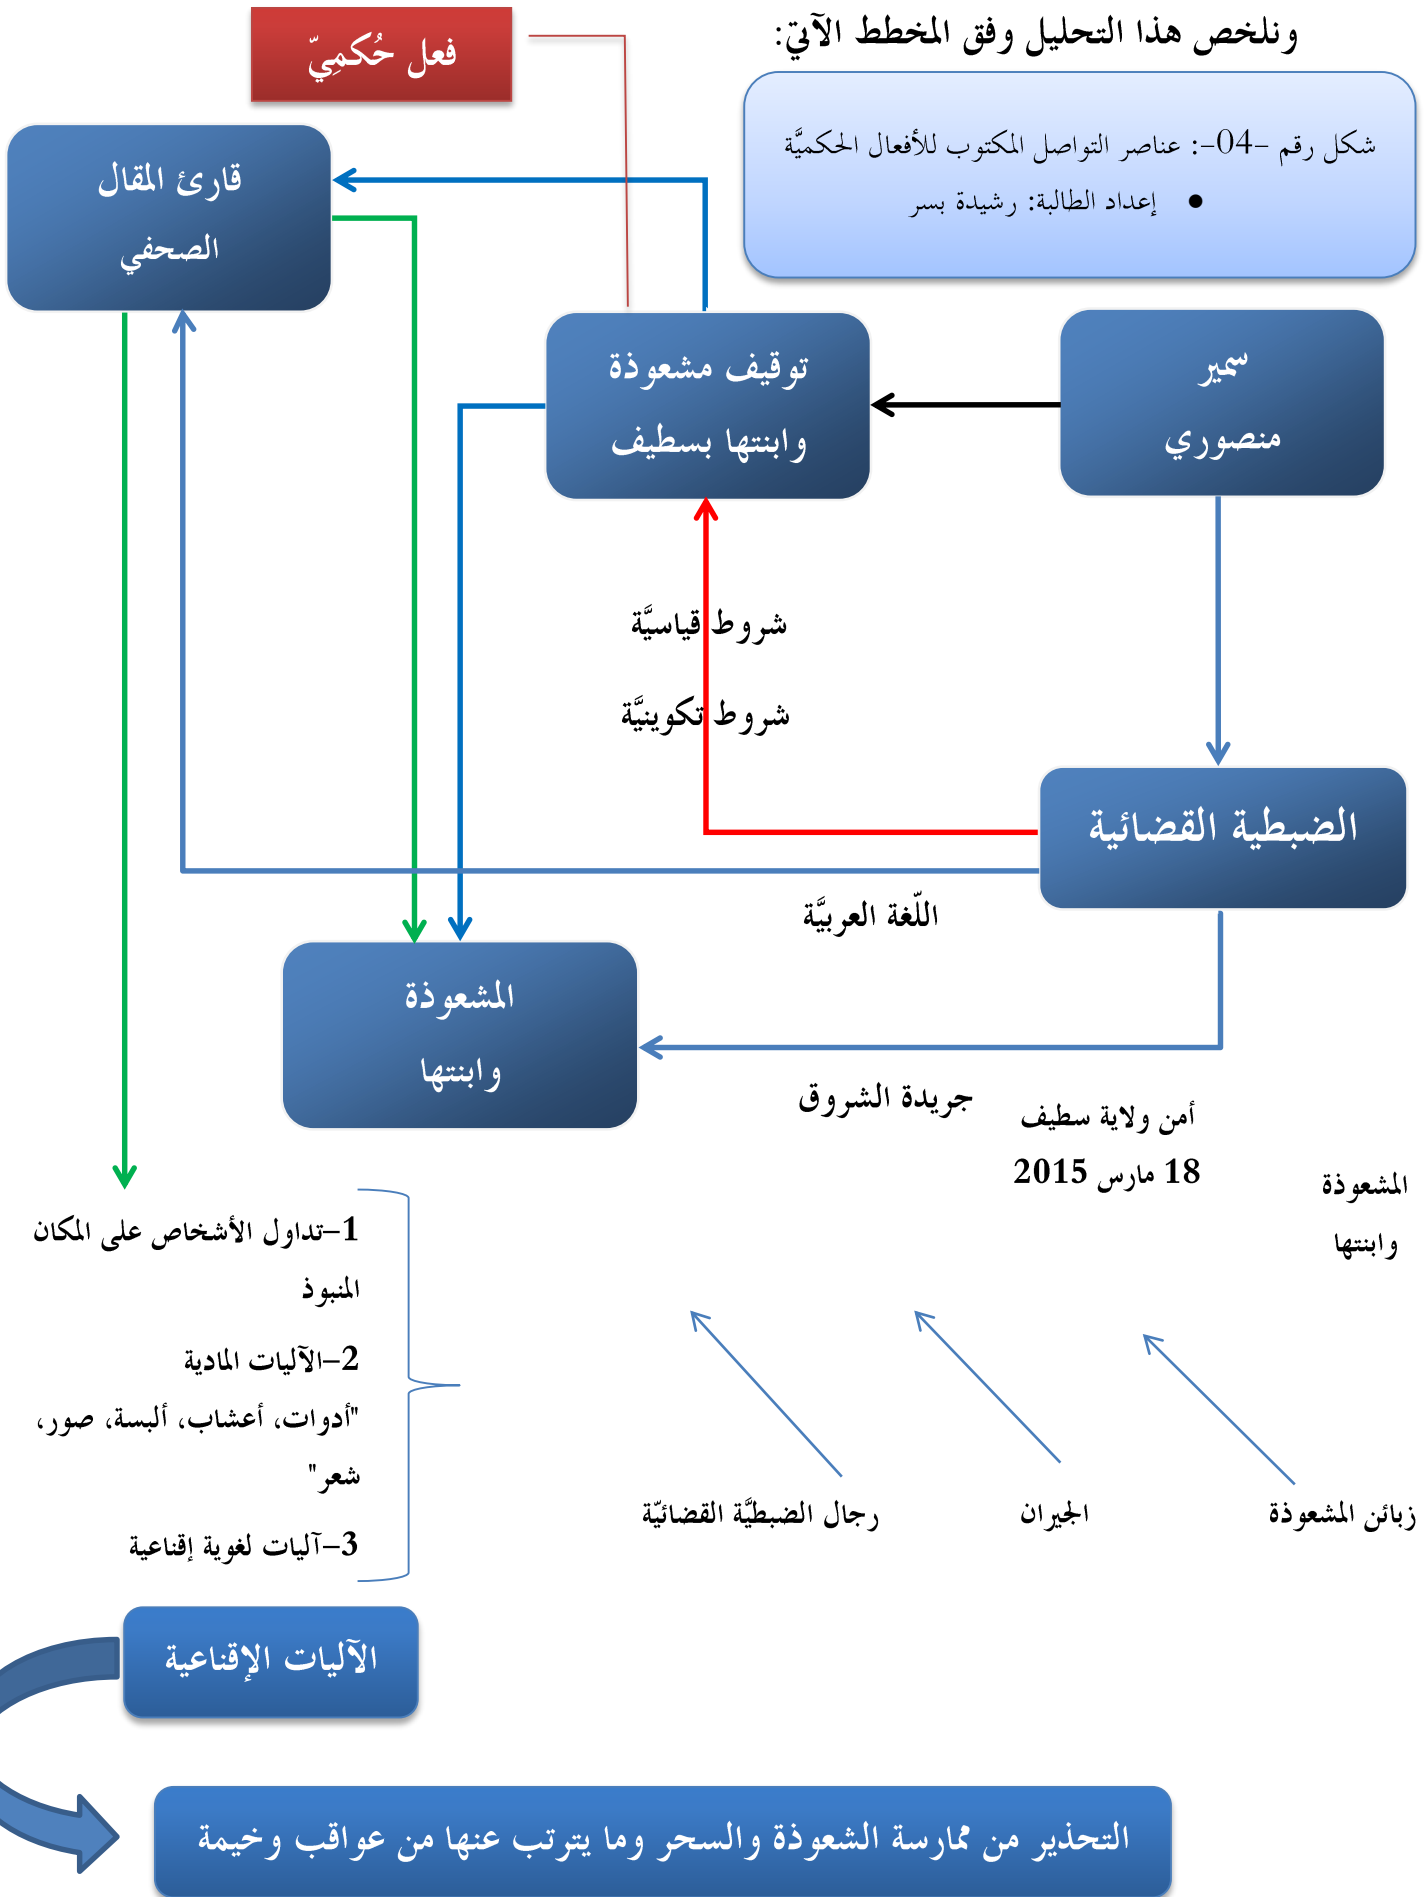 ونلخص هذا التحليل وفق المخطط الآتي:
فعل حُكمِيّ
شكل رقم -04-: عناصر التواصل المكتوب للأفعال الحكميَّة
• إعداد الطالبة: رشيدة بسر
قارئ المقال
الصحفي
سمير
منصوري
توقيف مشعوذة
وابنتها بسطيف
شروط قياسيَّة
شروط تكوينيَّة
الضبطية القضائية
اللّغة العربيَّة
المشعوذة
وابنتها
جريدة الشروق
أمن ولاية سطيف
18 مارس 2015
المشعوذة
وابنتها
1-تداول الأشخاص على المكان
المنبوذ
2-الآليات المادية
"أدوات، أعشاب، ألبسة، صور،
شعر"
3-آليات لغوية إقناعية
زبائن المشعوذة
الجيران
رجال الضبطيَّة القضائيّة
الآليات الإقناعية
التحذير من ممارسة الشعوذة والسحر وما يترتب عنها من عواقب وخيمة